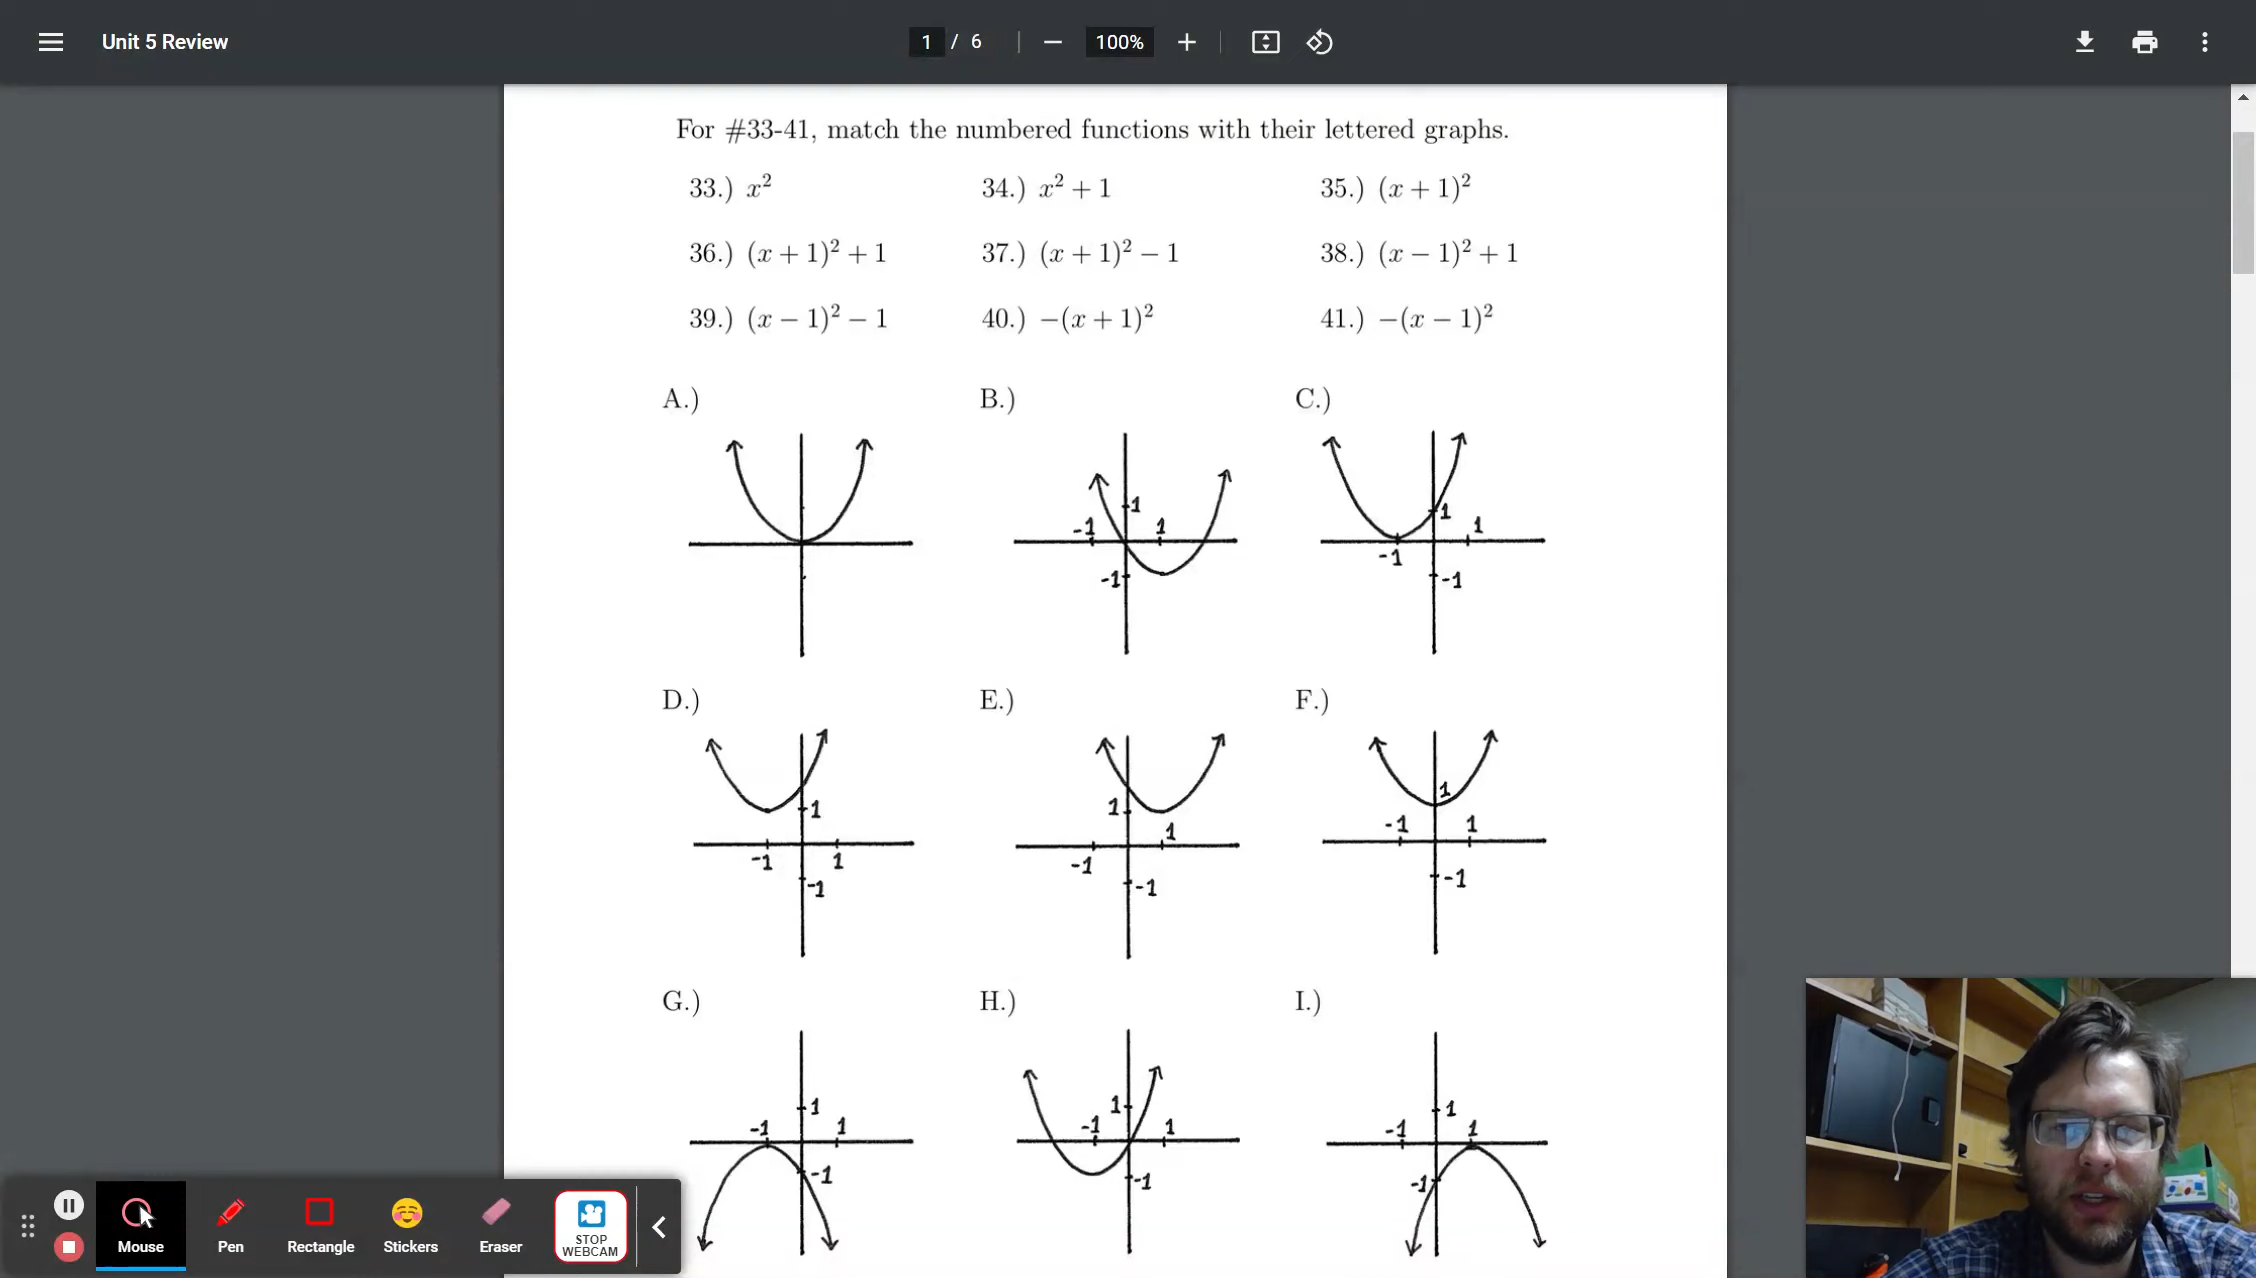 Unit 5 Review
1 / 6
100%
For #33-41, match the numbered functions with their lettered graphs.
33.) x² 34.) x² + 1 35.) (x + 1)²
36.) (x + 1)² + 1 37.) (x + 1)² − 1 38.) (x − 1)² + 1
39.) (x − 1)² − 1 40.) −(x + 1)² 41.) −(x − 1)²
A.) B.) C.)
1
-1 1
-1
1
1
-1
-1
D.) E.) F.)
1
-1 1
-1
1
1
-1
-1
1
-1 1
-1
G.) H.) I.)
1
-1 1
-1
1
-1 1
-1
1
-1 1
-1
Mouse
Pen
Rectangle
Stickers
Eraser
STOP
WEBCAM